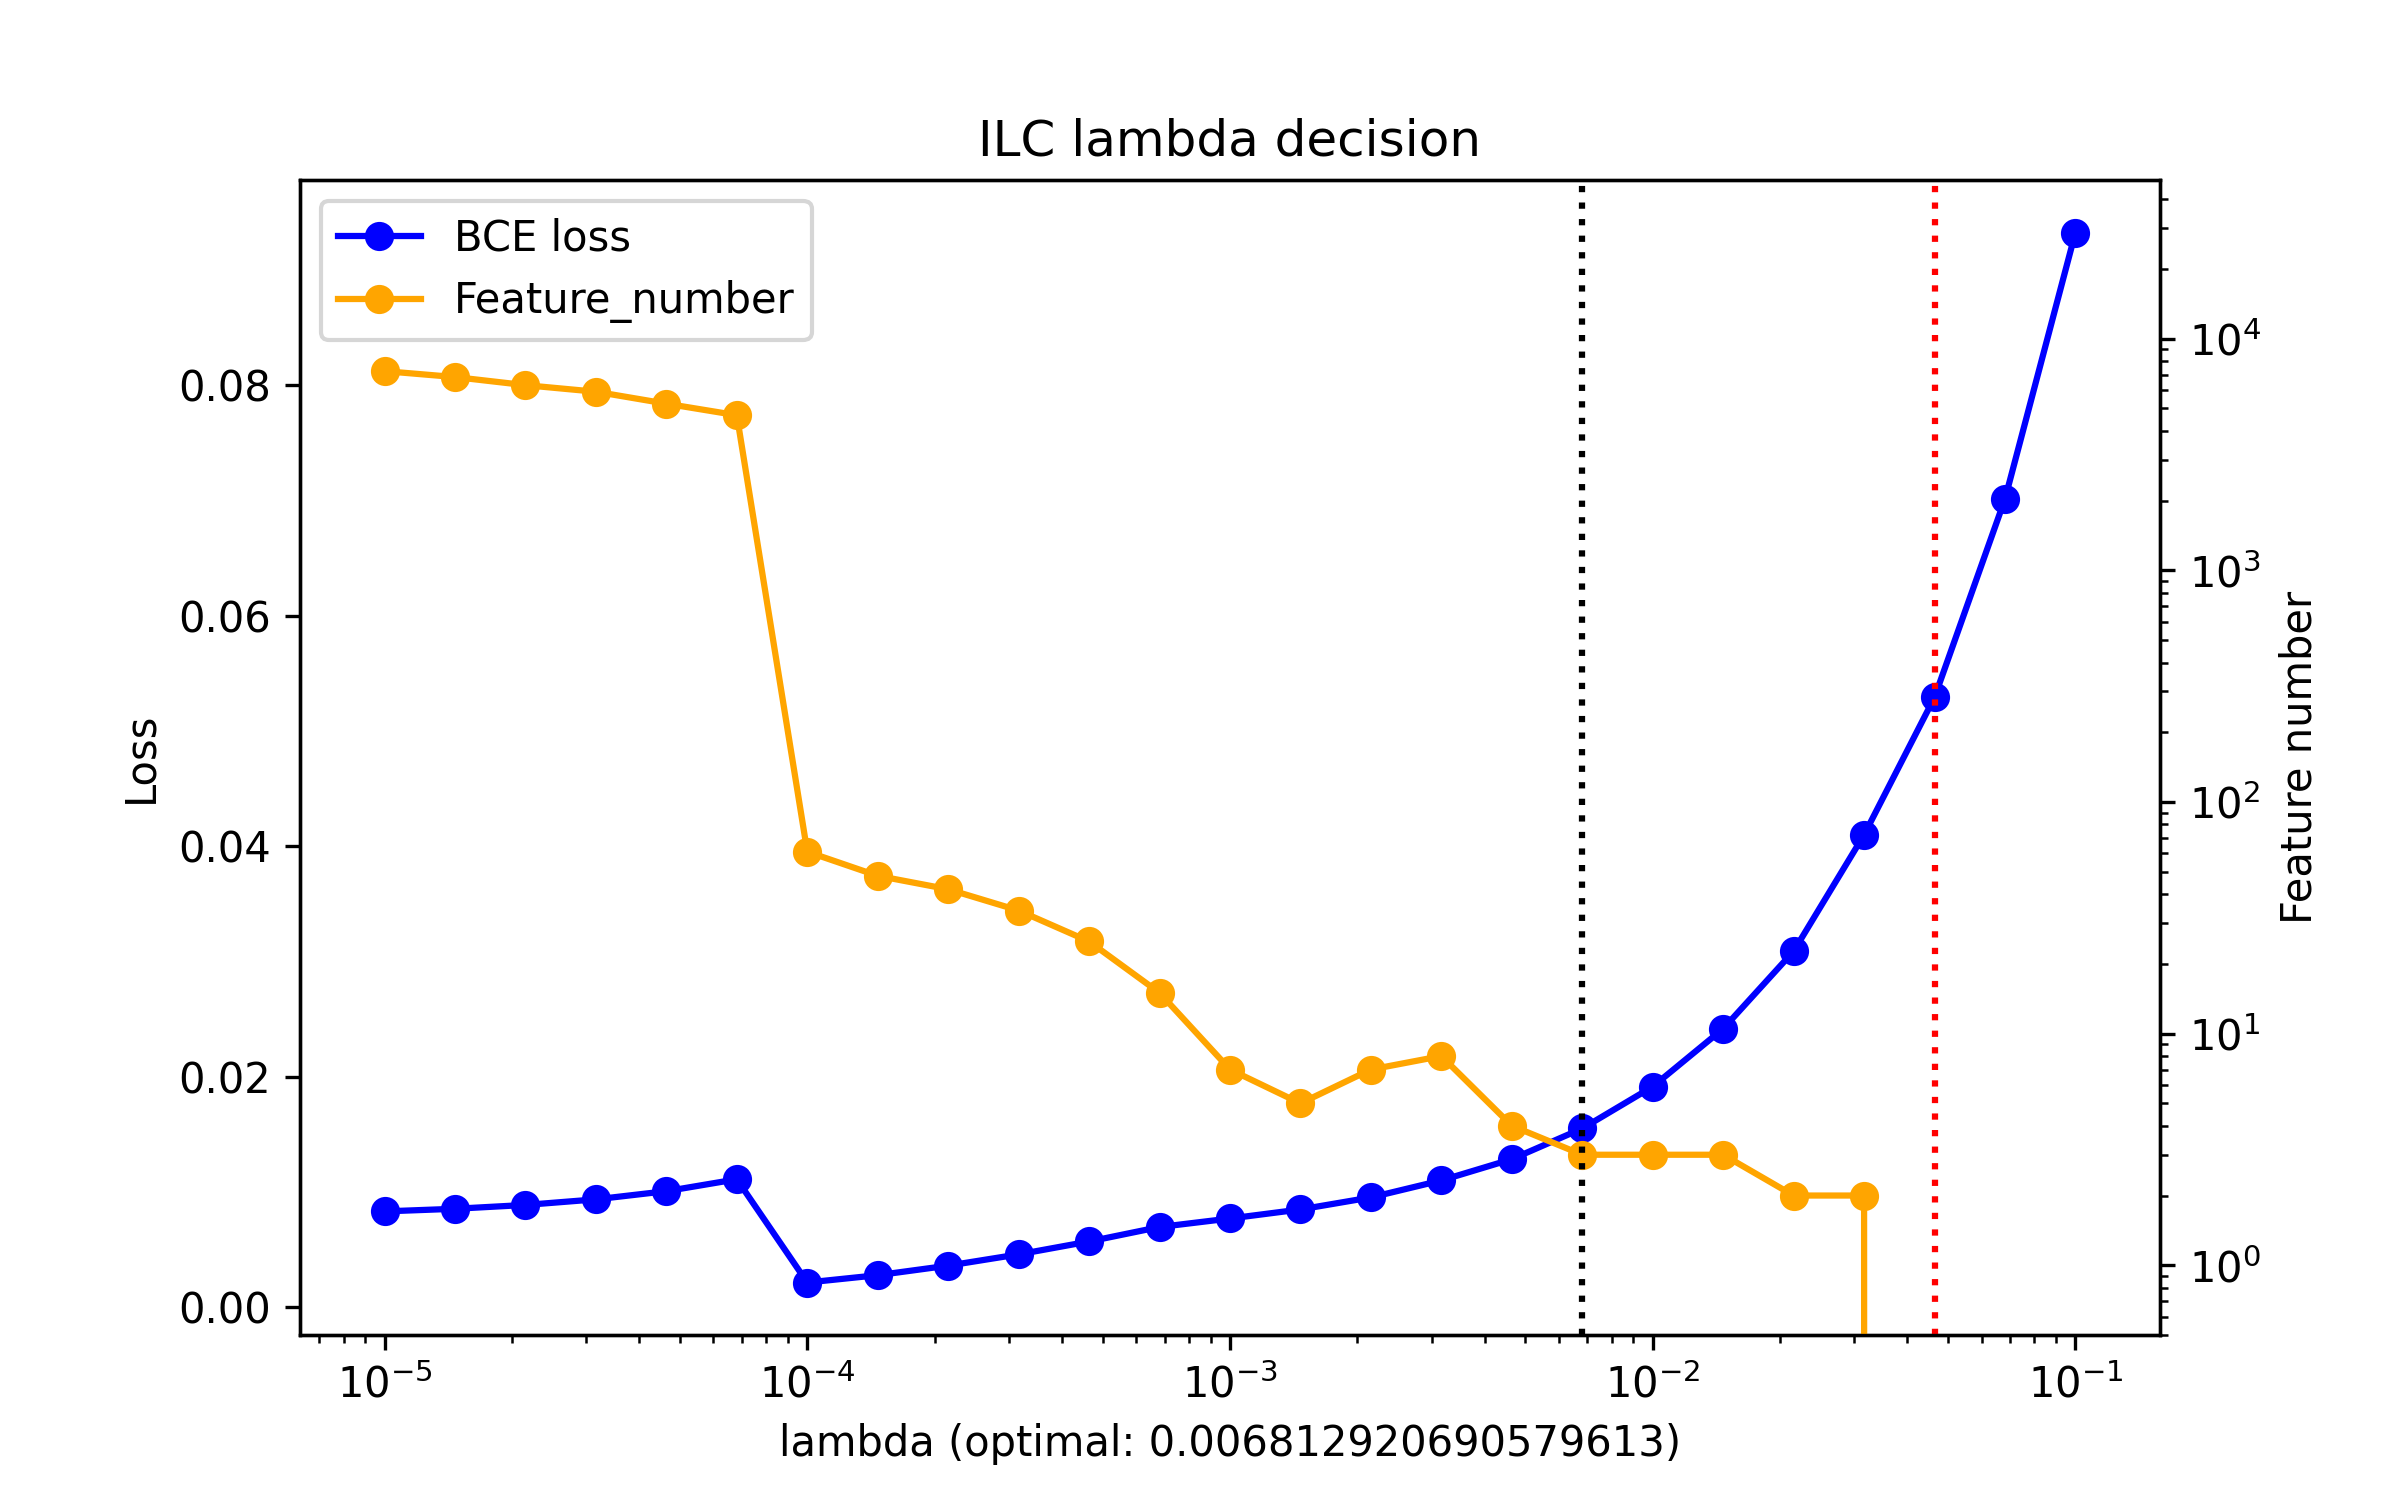 ILC lambda decision
BCE loss
Feature_number
Loss
0.08
0.06
0.04
0.02
0.00
10⁴
10³
10²
10¹
10⁰
Feature number
10⁻⁵ 10⁻⁴ 10⁻³ 10⁻² 10⁻¹
lambda (optimal: 0.006812920690579613)